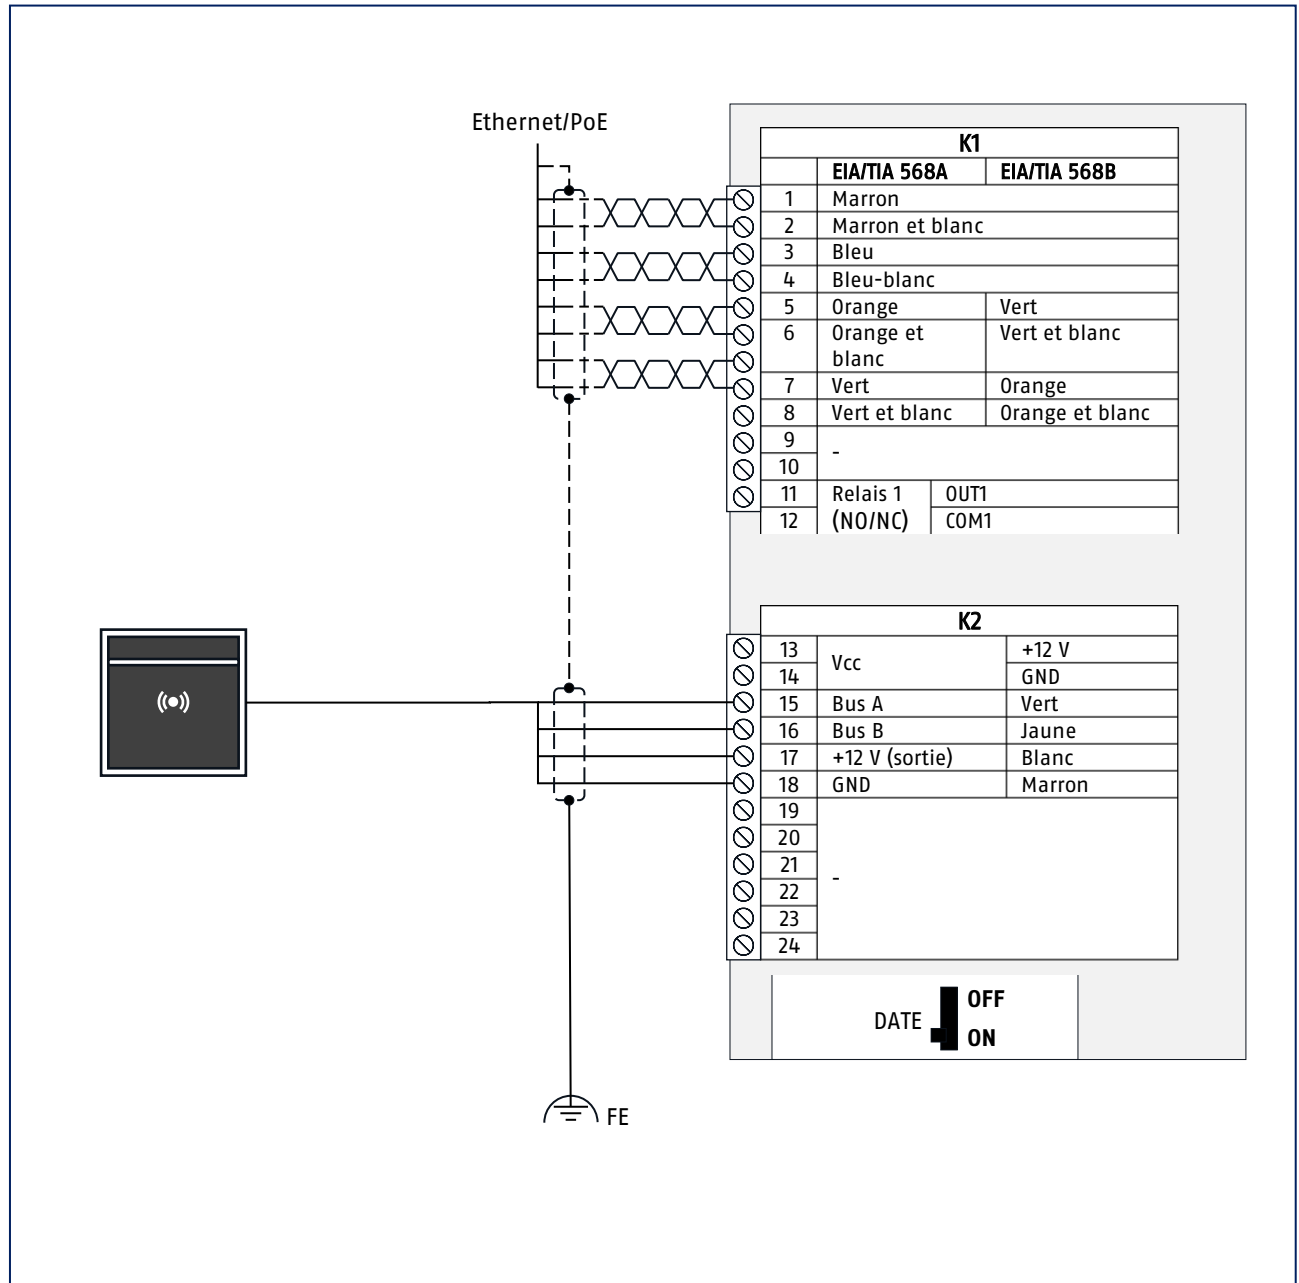 Ethernet/PoE
K1
EIA/TIA 568A EIA/TIA 568B
1 Marron
2 Marron et blanc
3 Bleu
4 Bleu-blanc
5 Orange Vert
6 Orange et blanc Vert et blanc
7 Vert Orange
8 Vert et blanc Orange et blanc
9 -
10
11 Relais 1 (NO/NC) OUT1
12 COM1
K2
13 Vcc +12 V
14 GND
15 Bus A Vert
16 Bus B Jaune
17 +12 V (sortie) Blanc
18 GND Marron
19
20
21 -
22
23
24
DATE OFF
ON
FE